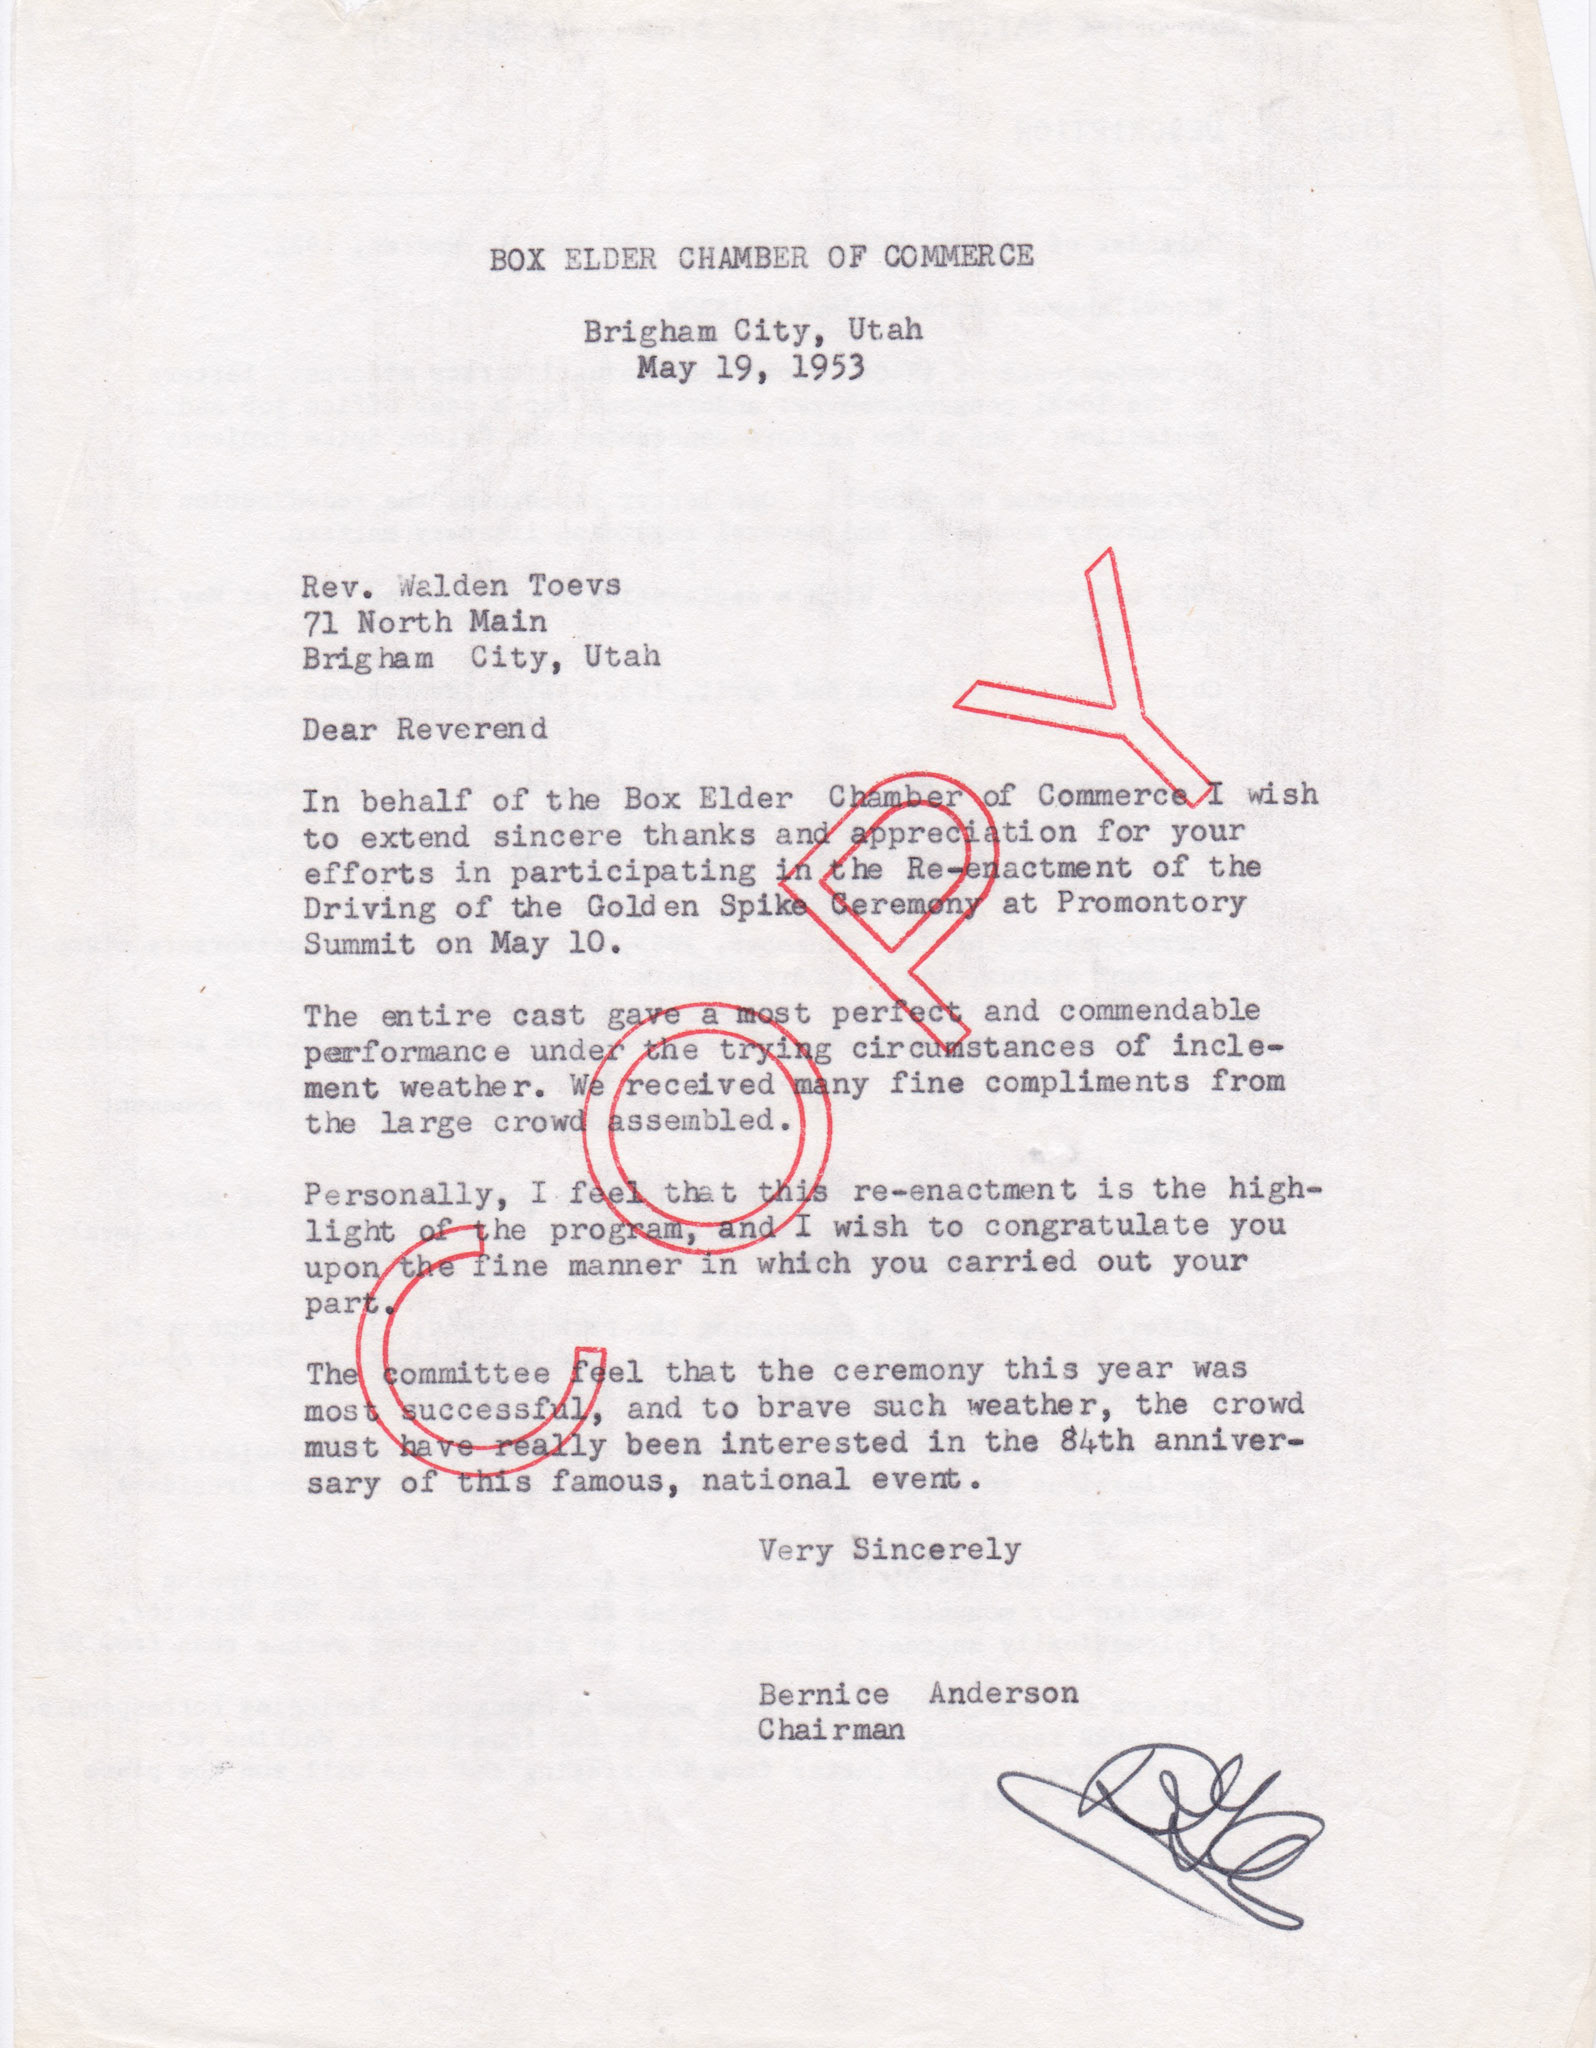 BOX ELDER CHAMBER OF COMMERCE
Brigham City, Utah
May 19, 1953
Rev. Walden Toevs
71 North Main
Brigham City, Utah
Dear Reverend
In behalf of the Box Elder Chamber of Commerce I wish
to extend sincere thanks and appreciation for your
efforts in participating in the Re-enactment of the
Driving of the Golden Spike Ceremony at Promontory
Summit on May 10.
The entire cast gave a most perfect and commendable
performance under the trying circumstances of incle-
ment weather. We received many fine compliments from
the large crowd assembled.
Personally, I feel that this re-enactment is the high-
light of the program, and I wish to congratulate you
upon the fine manner in which you carried out your
part.
The committee feel that the ceremony this year was
most successful, and to brave such weather, the crowd
must have really been interested in the 84th anniver-
sary of this famous, national event.
Very Sincerely
Bernice Anderson
Chairman
COPY